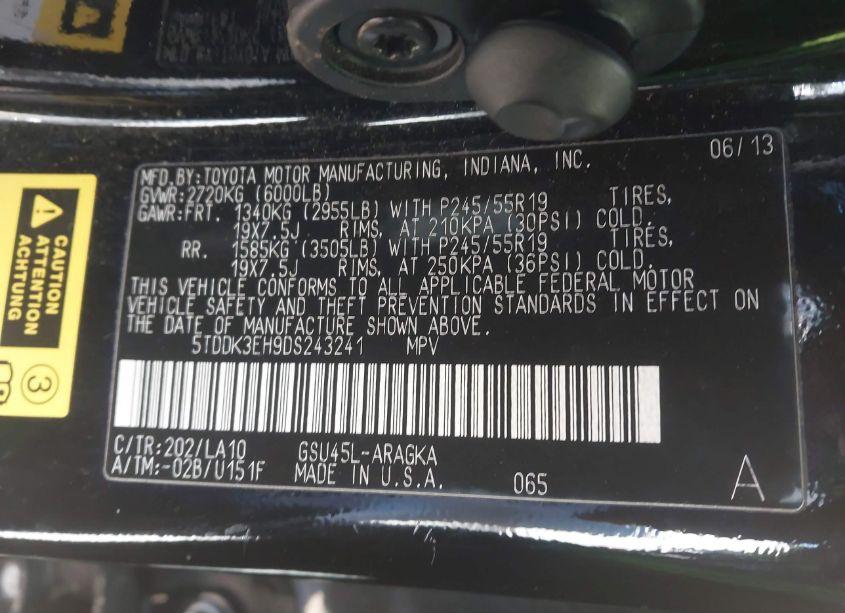 MFD.BY:TOYOTA MOTOR MANUFACTURING, INDIANA, INC. 06/13
GVWR:2720KG (6000LB)
GAWR:FRT. 1340KG (2955LB) WITH P245/55R19 TIRES,
19X7.5J RIMS, AT 210KPA (30PSI) COLD.
RR. 1585KG (3505LB) WITH P245/55R19 TIRES,
19X7.5J RIMS, AT 250KPA (36PSI) COLD.
THIS VEHICLE CONFORMS TO ALL APPLICABLE FEDERAL MOTOR
VEHICLE SAFETY AND THEFT PREVENTION STANDARDS IN EFFECT ON
THE DATE OF MANUFACTURE SHOWN ABOVE.
5TDDK3EH9DS243241 MPV
C/TR:202/LA10 GSU45L-ARAGKA
A/TM:-02B/U151F MADE IN U.S.A. 065 A
CAUTION
ATTENTION
ACHTUNG
3